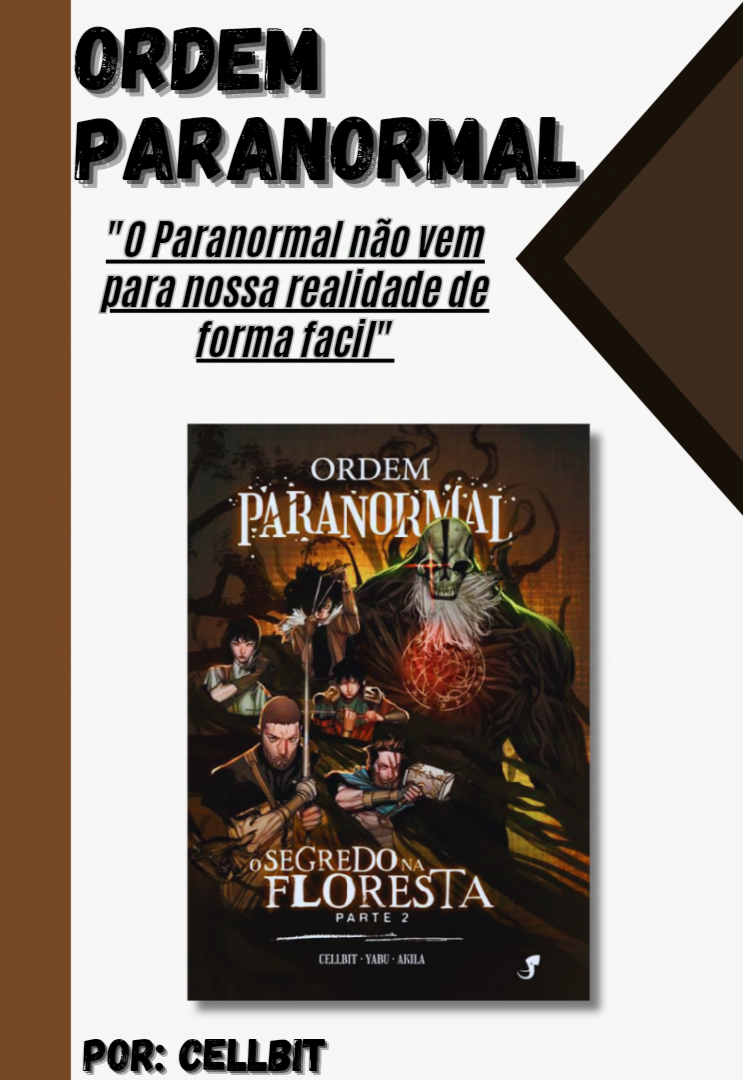 ORDEM
PARANORMAL
"O Paranormal não vem
para nossa realidade de
forma facil"
ORDEM
PARANORMAL
O SEGREDO NA
FLORESTA
PARTE 2
CELLBIT · YABU · AKILA
POR: CELLBIT